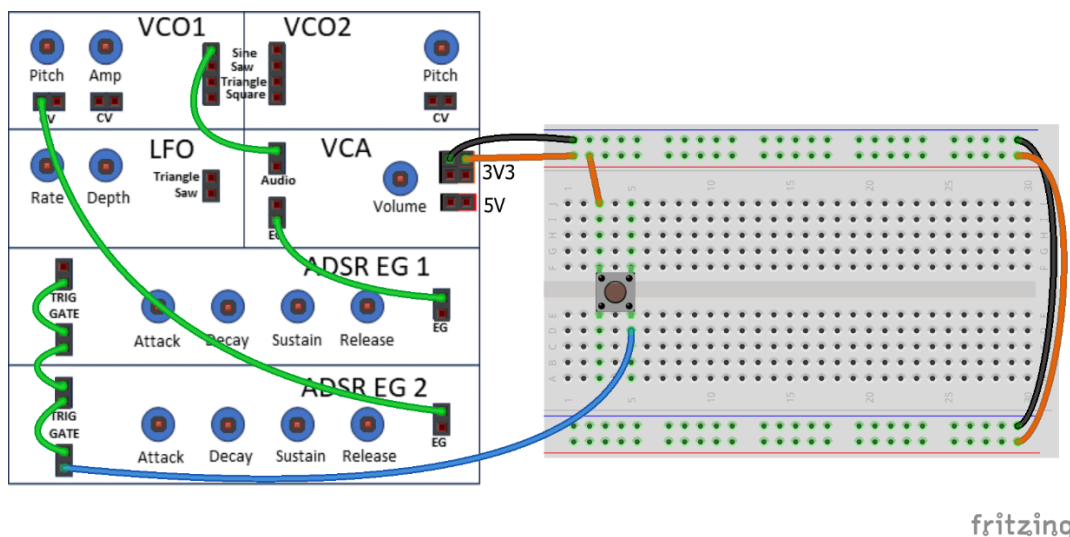 VCO1
VCO2
Pitch
Amp
Sine
Saw
Triangle
Square
Pitch
CV
CV
CV
LFO
VCA
Triangle
Saw
Audio
3V3
Rate
Depth
Volume
5V
EG
ADSR EG 1
TRIG
GATE
Attack
Decay
Sustain
Release
EG
ADSR EG 2
TRIG
GATE
Attack
Decay
Sustain
Release
EG
1
5
10
15
20
25
30
J
I
H
G
F
E
D
C
B
A
1
5
10
15
20
25
30
fritzing